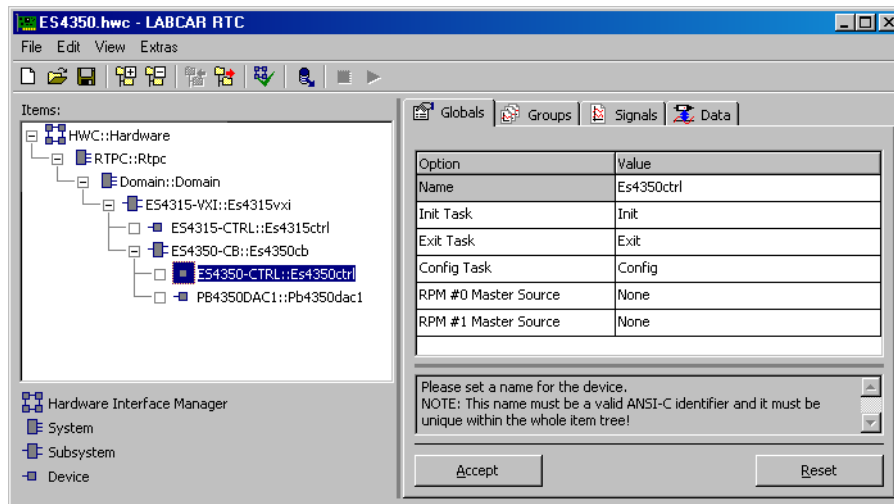 ES4350.hwc - LABCAR RTC
File Edit View Extras
Items:
HWC::Hardware
RTPC::Rtpc
Domain::Domain
ES4315-VXI::Es4315vxi
ES4315-CTRL::Es4315ctrl
ES4350-CB::Es4350cb
ES4350-CTRL::Es4350ctrl
PB4350DAC1::Pb4350dac1
Hardware Interface Manager
System
Subsystem
Device
Globals Groups Signals Data
Option Value
Name Es4350ctrl
Init Task Init
Exit Task Exit
Config Task Config
RPM #0 Master Source None
RPM #1 Master Source None
Please set a name for the device.
NOTE: This name must be a valid ANSI-C identifier and it must be
unique within the whole item tree!
Accept Reset